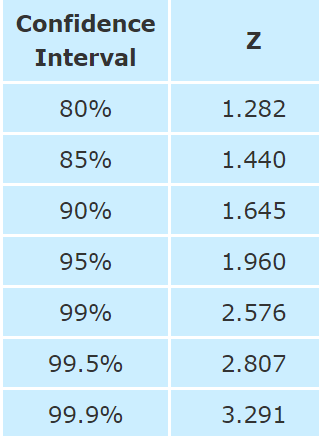 Confidence
Interval
Z
80% 1.282
85% 1.440
90% 1.645
95% 1.960
99% 2.576
99.5% 2.807
99.9% 3.291